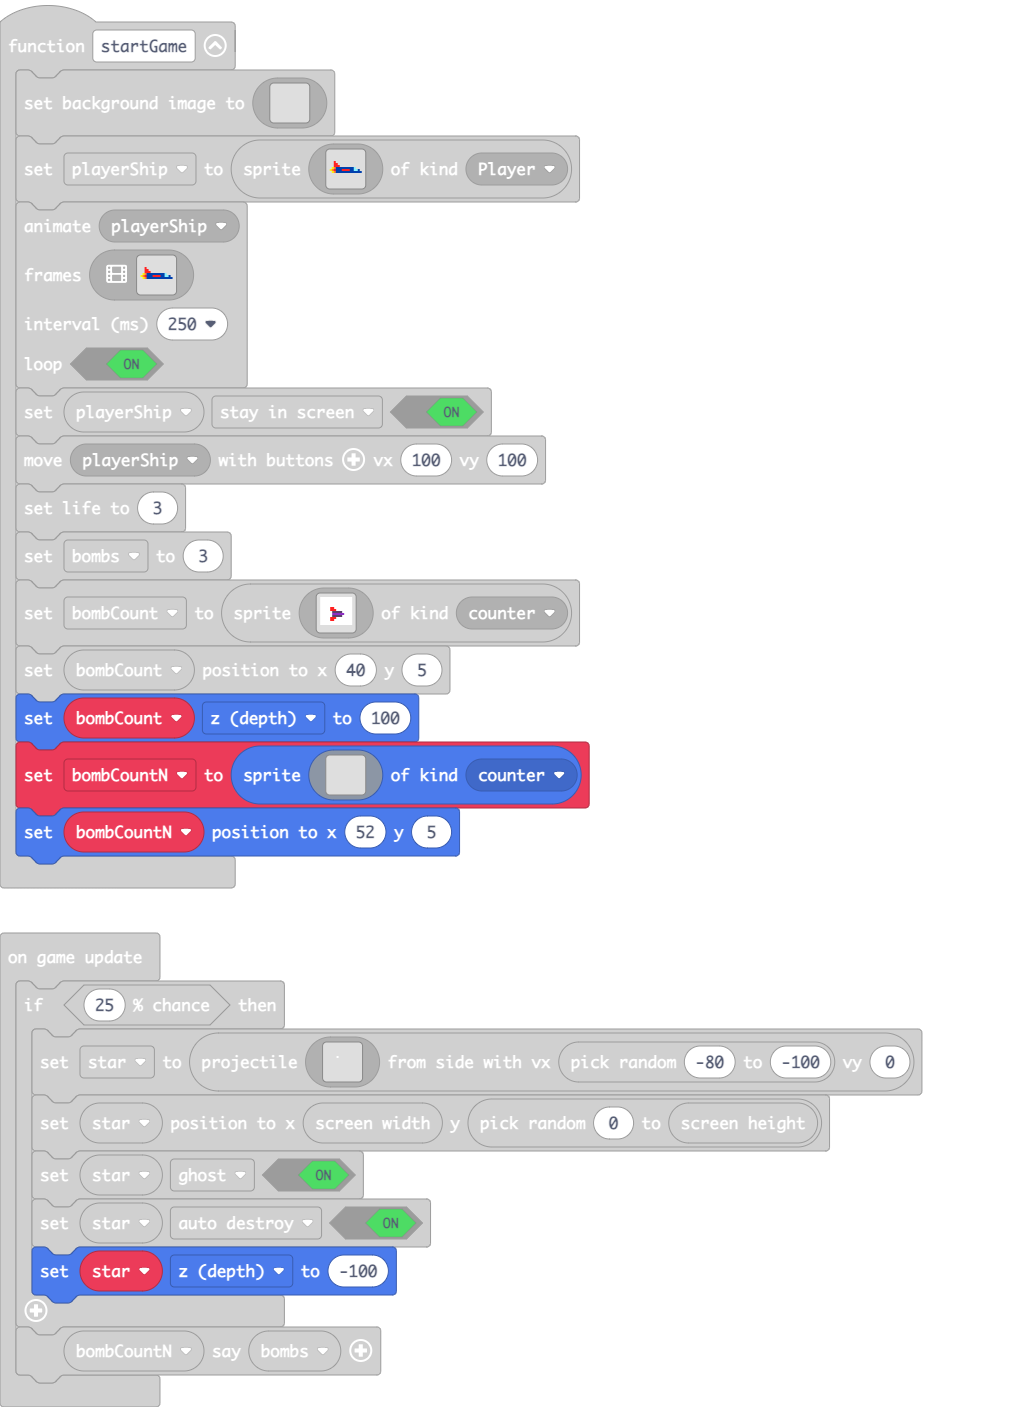 function startGame
set background image to
set playerShip to sprite of kind Player
animate playerShip
frames
interval (ms) 250
loop ON
set playerShip stay in screen ON
move playerShip with buttons vx 100 vy 100
set life to 3
set bombs to 3
set bombCount to sprite of kind counter
set bombCount position to x 40 y 5
set bombCount z (depth) to 100
set bombCountN to sprite of kind counter
set bombCountN position to x 52 y 5
on game update
if 25 % chance then
set star to projectile from side with vx pick random -80 to -100 vy 0
set star position to x screen width y pick random 0 to screen height
set star ghost ON
set star auto destroy ON
set star z (depth) to -100
bombCountN say bombs